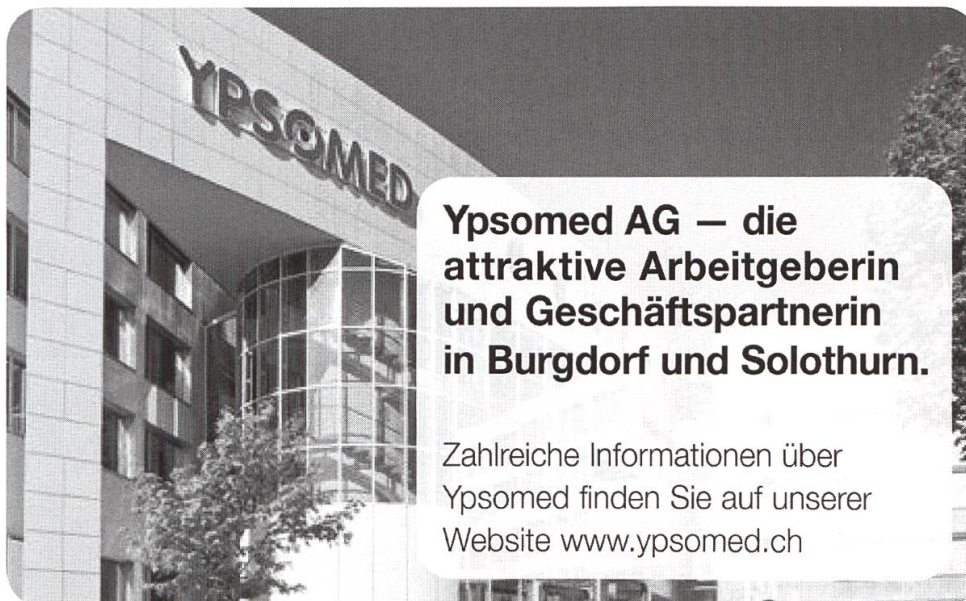 YPSOMED
Ypsomed AG — die
attraktive Arbeitgeberin
und Geschäftspartnerin
in Burgdorf und Solothurn.
Zahlreiche Informationen über
Ypsomed finden Sie auf unserer
Website www.ypsomed.ch